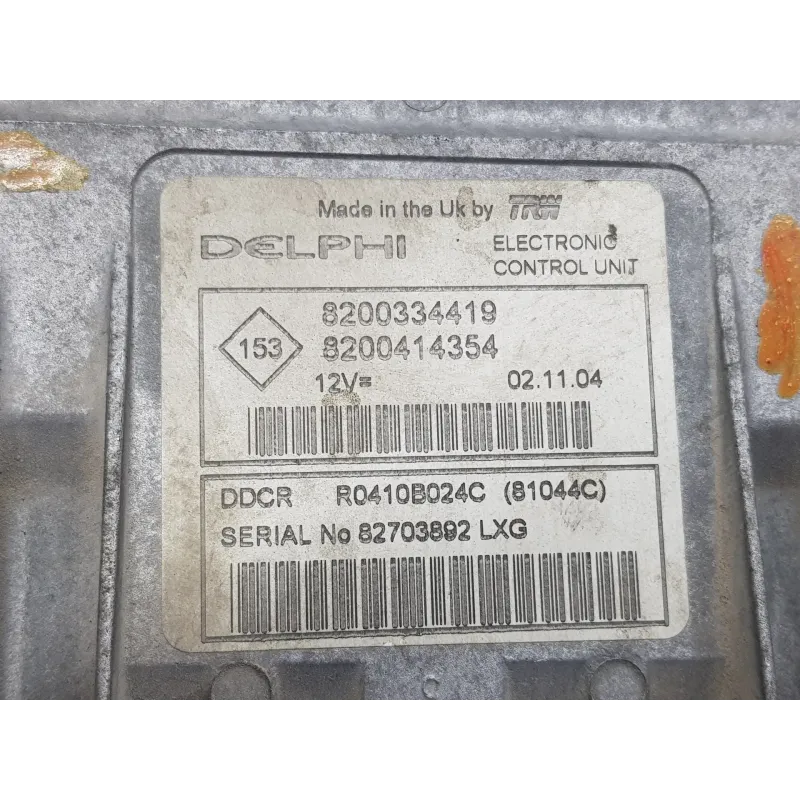 Made in the Uk by TRW
DELPHI
ELECTRONIC
CONTROL UNIT
153
8200334419
8200414354
12V= 02.11.04
DDCR R0410B024C (81044C)
SERIAL No 82703892 LXG